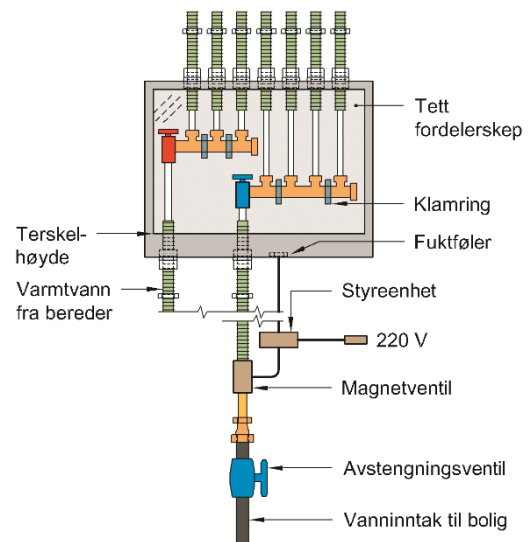 Tett
fordelerskep
Klamring
Terskel-
høyde
Fuktføler
Varmtvann
fra bereder
Styreenhet
220 V
Magnetventil
Avstengningsventil
Vanninntak til bolig